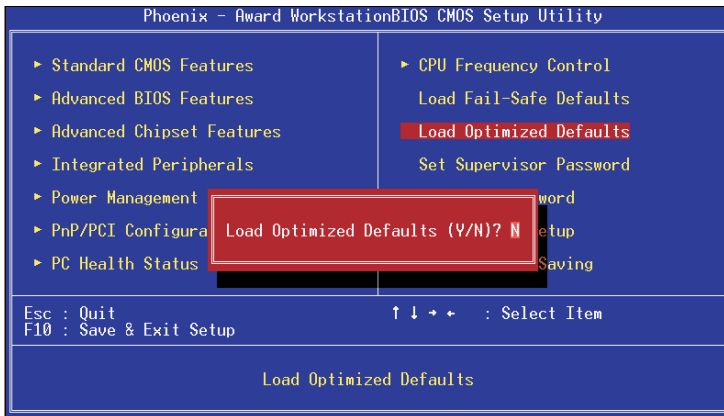 Phoenix - Award WorkstationBIOS CMOS Setup Utility
► Standard CMOS Features
► Advanced BIOS Features
► Advanced Chipset Features
► Integrated Peripherals
► Power Management
► PnP/PCI Configura
► PC Health Status
► CPU Frequency Control
Load Fail-Safe Defaults
Load Optimized Defaults
Set Supervisor Password
word
etup
Saving
Load Optimized Defaults (Y/N)? N
Esc : Quit
F10 : Save & Exit Setup
↑ ↓ → ← : Select Item
Load Optimized Defaults